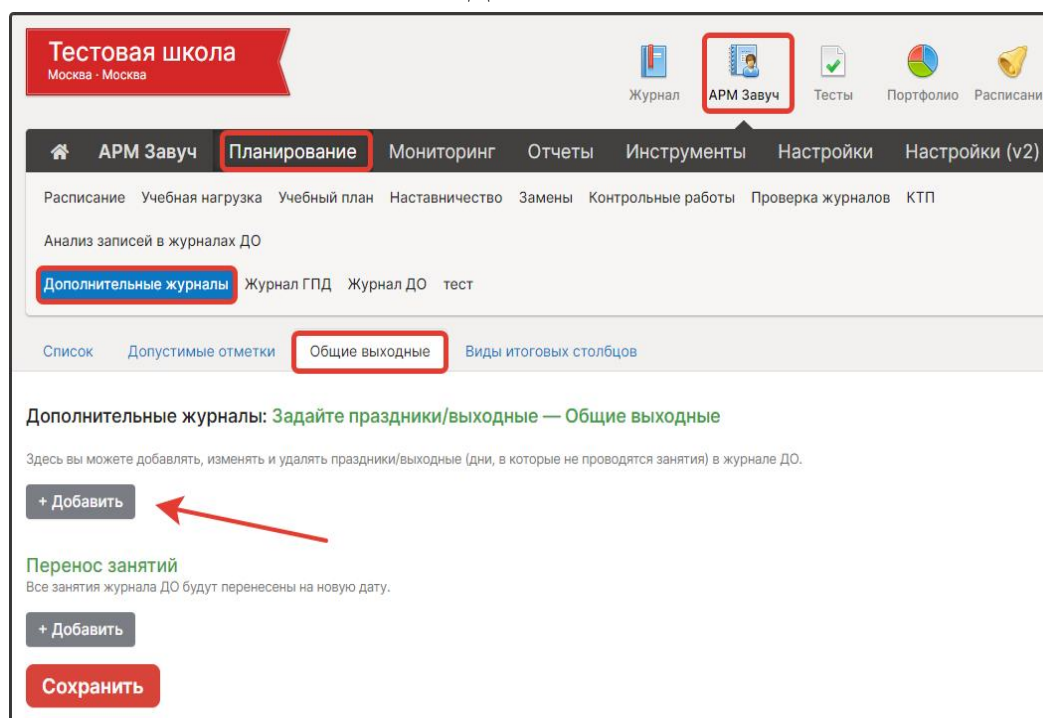 Тестовая школа
Москва - Москва
Журнал
АРМ Завуч
Тесты
Портфолио
Расписани
АРМ Завуч Планирование Мониторинг Отчеты Инструменты Настройки Настройки (v2)
Расписание Учебная нагрузка Учебный план Наставничество Замены Контрольные работы Проверка журналов КТП
Анализ записей в журналах ДО
Дополнительные журналы Журнал ГПД Журнал ДО тест
Список Допустимые отметки Общие выходные Виды итоговых столбцов
Дополнительные журналы: Задайте праздники/выходные — Общие выходные
Здесь вы можете добавлять, изменять и удалять праздники/выходные (дни, в которые не проводятся занятия) в журнале ДО.
+ Добавить
Перенос занятий
Все занятия журнала ДО будут перенесены на новую дату.
+ Добавить
Сохранить